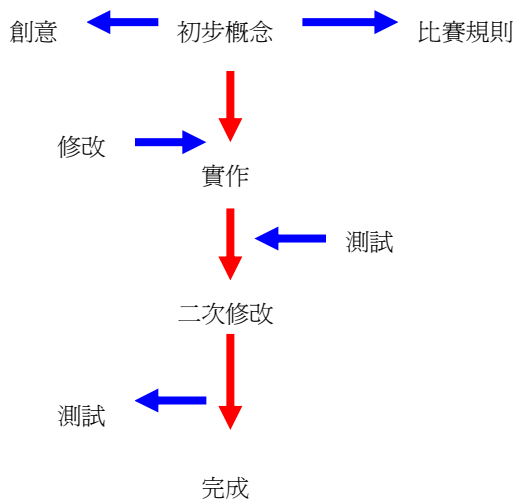 創意 初步概念 比賽規則
修改
實作
測試
二次修改
測試
完成